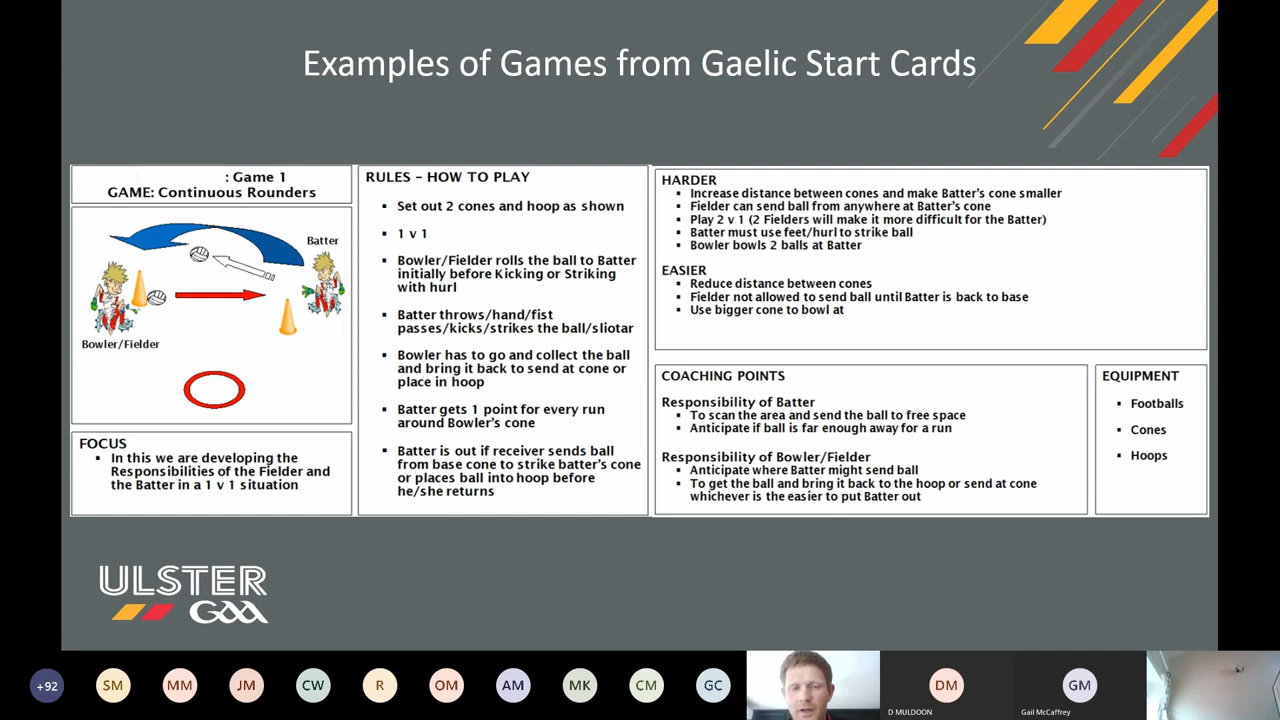 Examples of Games from Gaelic Start Cards
: Game 1
GAME: Continuous Rounders
Batter
Bowler/Fielder
FOCUS
▪ In this we are developing the
Responsibilities of the Fielder and
the Batter in a 1 v 1 situation
RULES – HOW TO PLAY
▪ Set out 2 cones and hoop as shown
▪ 1 v 1
▪ Bowler/Fielder rolls the ball to Batter
initially before Kicking or Striking
with hurl
▪ Batter throws/hand/fist
passes/kicks/strikes the ball/sliotar
▪ Bowler has to go and collect the ball
and bring it back to send at cone or
place in hoop
▪ Batter gets 1 point for every run
around Bowler's cone
▪ Batter is out if receiver sends ball
from base cone to strike batter's cone
or places ball into hoop before
he/she returns
HARDER
▪ Increase distance between cones and make Batter's cone smaller
▪ Fielder can send ball from anywhere at Batter's cone
▪ Play 2 v 1 (2 Fielders will make it more difficult for the Batter)
▪ Batter must use feet/hurl to strike ball
▪ Bowler bowls 2 balls at Batter
EASIER
▪ Reduce distance between cones
▪ Fielder not allowed to send ball until Batter is back to base
▪ Use bigger cone to bowl at
COACHING POINTS
Responsibility of Batter
▪ To scan the area and send the ball to free space
▪ Anticipate if ball is far enough away for a run
Responsibility of Bowler/Fielder
▪ Anticipate where Batter might send ball
▪ To get the ball and bring it back to the hoop or send at cone
whichever is the easier to put Batter out
EQUIPMENT
▪ Footballs
▪ Cones
▪ Hoops
ULSTER
GAA
+92
SM
MM
JM
CW
R
OM
AM
MK
CM
GC
DM
D MULDOON
GM
Gail McCaffrey